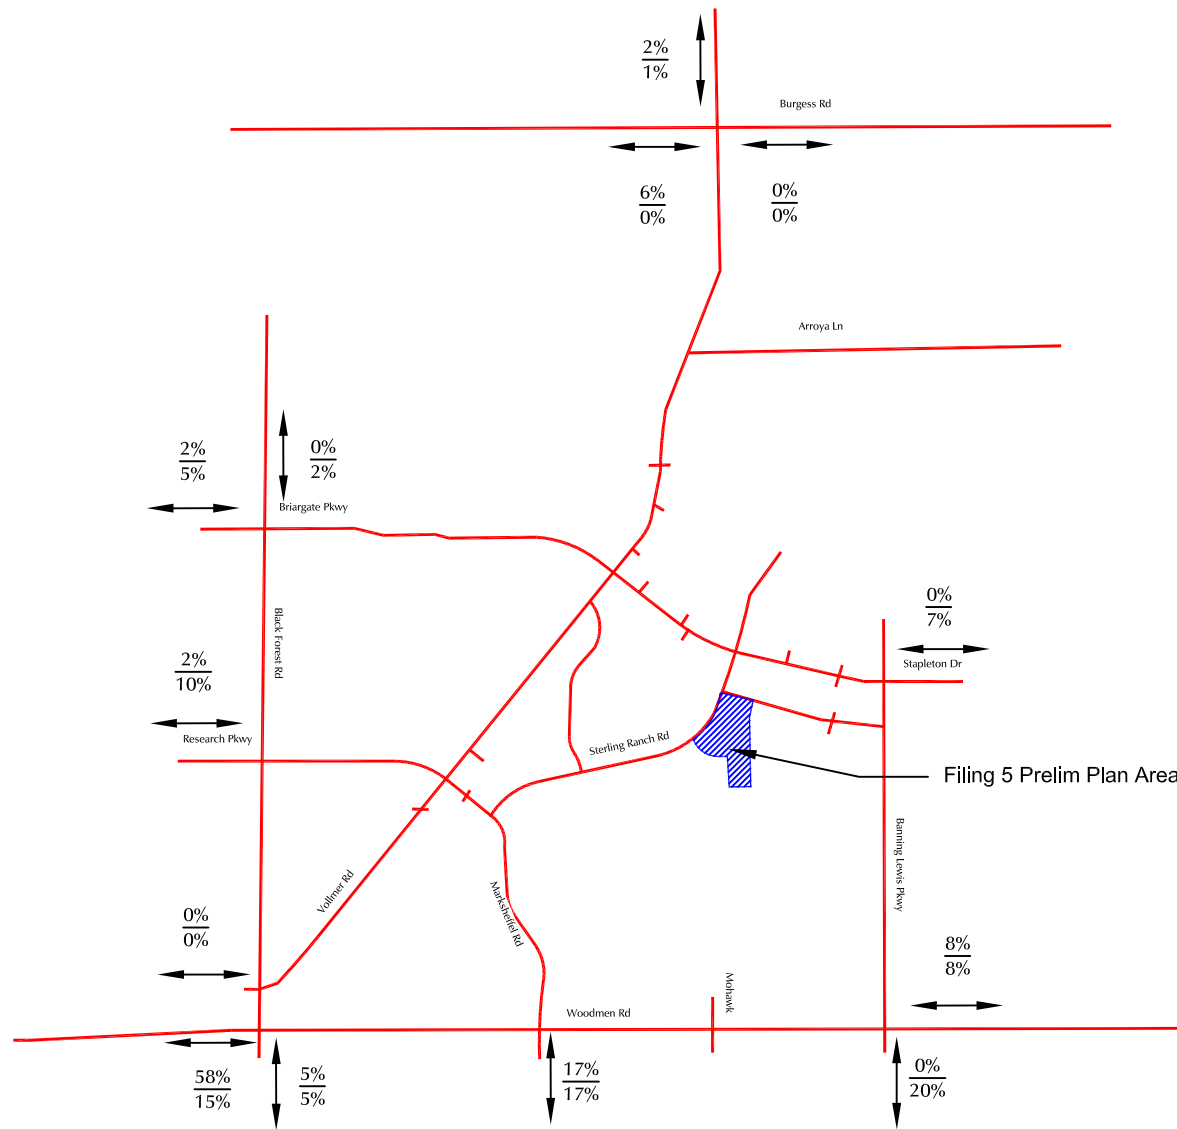 2%
1%
Burgess Rd
6%
0%
0%
0%
Arroya Ln
2%
5%
0%
2%
Briargate Pkwy
Black Forest Rd
0%
7%
Stapleton Dr
2%
10%
Research Pkwy
Sterling Ranch Rd
Filing 5 Prelim Plan Area
Vollmer Rd
Marksheffel Rd
Banning Lewis Pkwy
0%
0%
8%
8%
Mohawk
Woodmen Rd
58%
15%
5%
5%
17%
17%
0%
20%